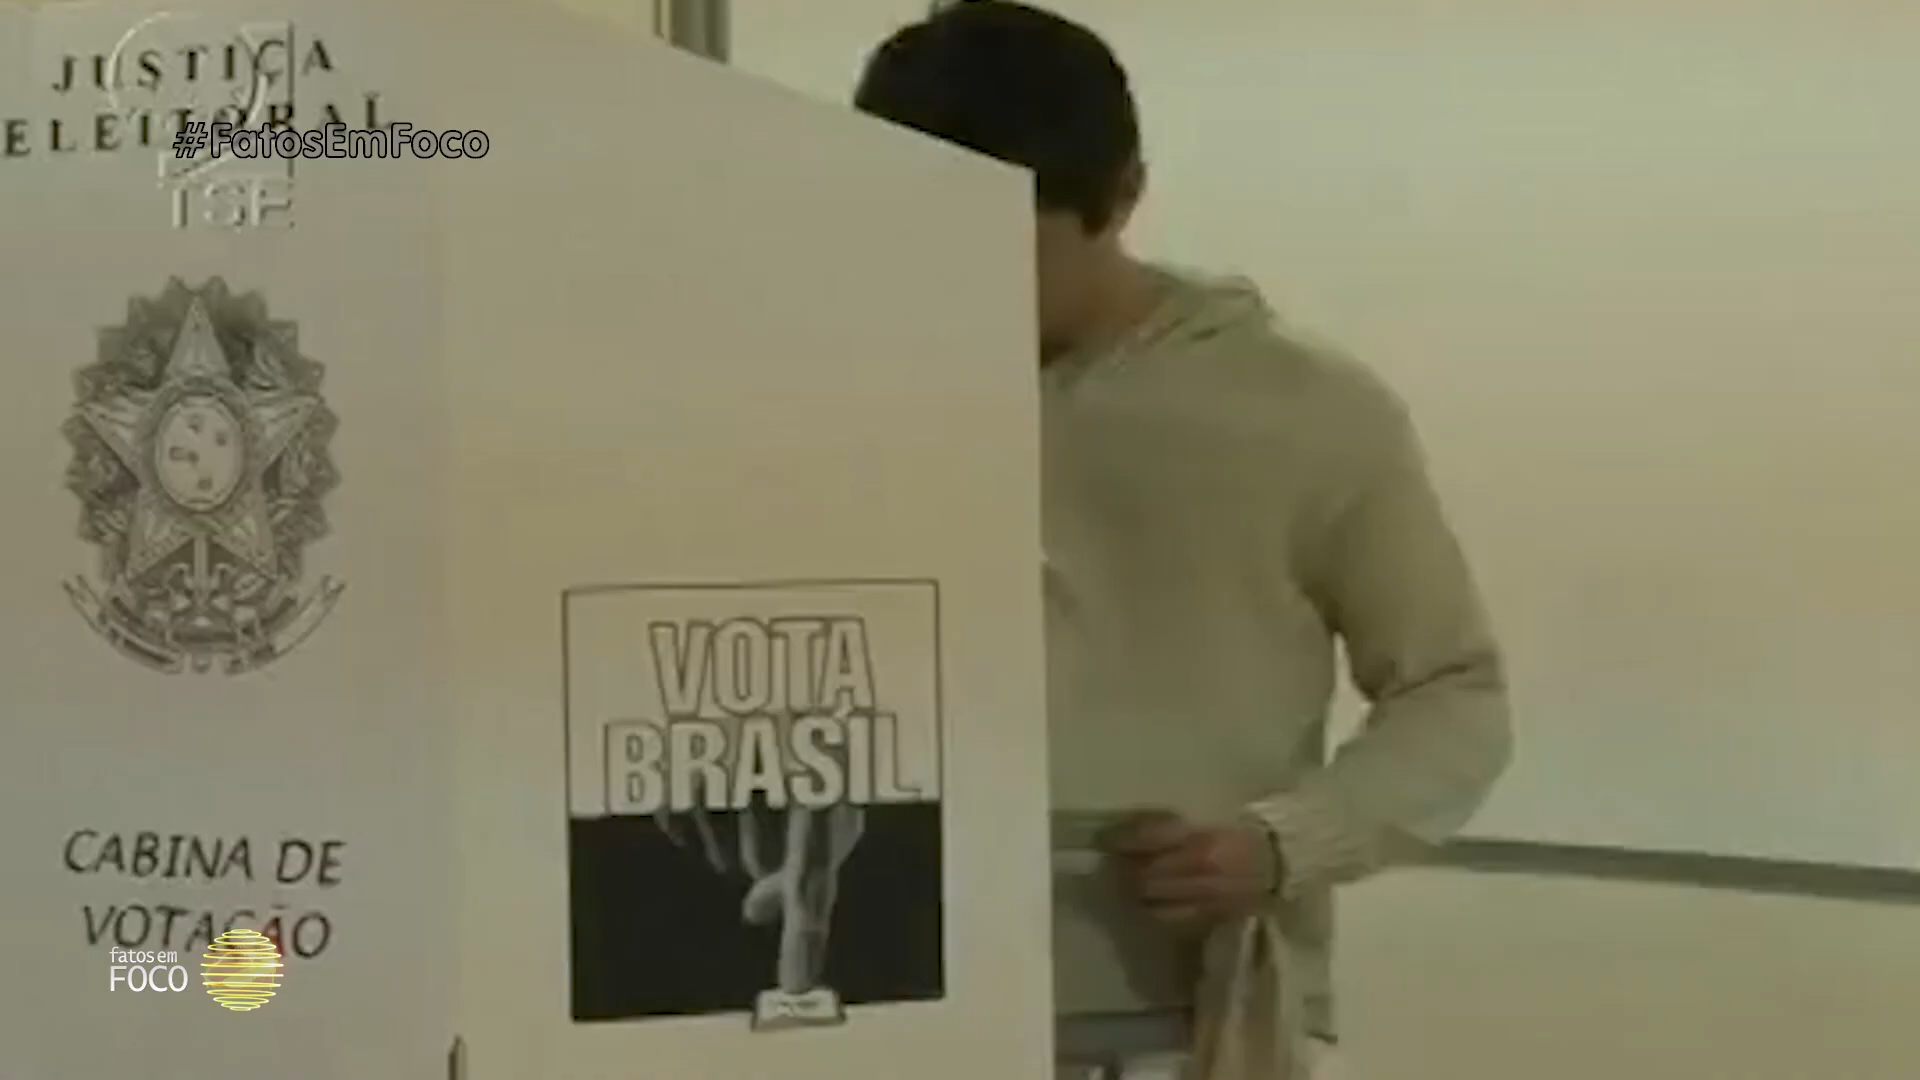 JUSTIÇA
ELEITORAL
#FatosEmFoco
TSE
VOTA
BRASIL
CABINA DE
VOTAÇÃO
fatos em
FOCO